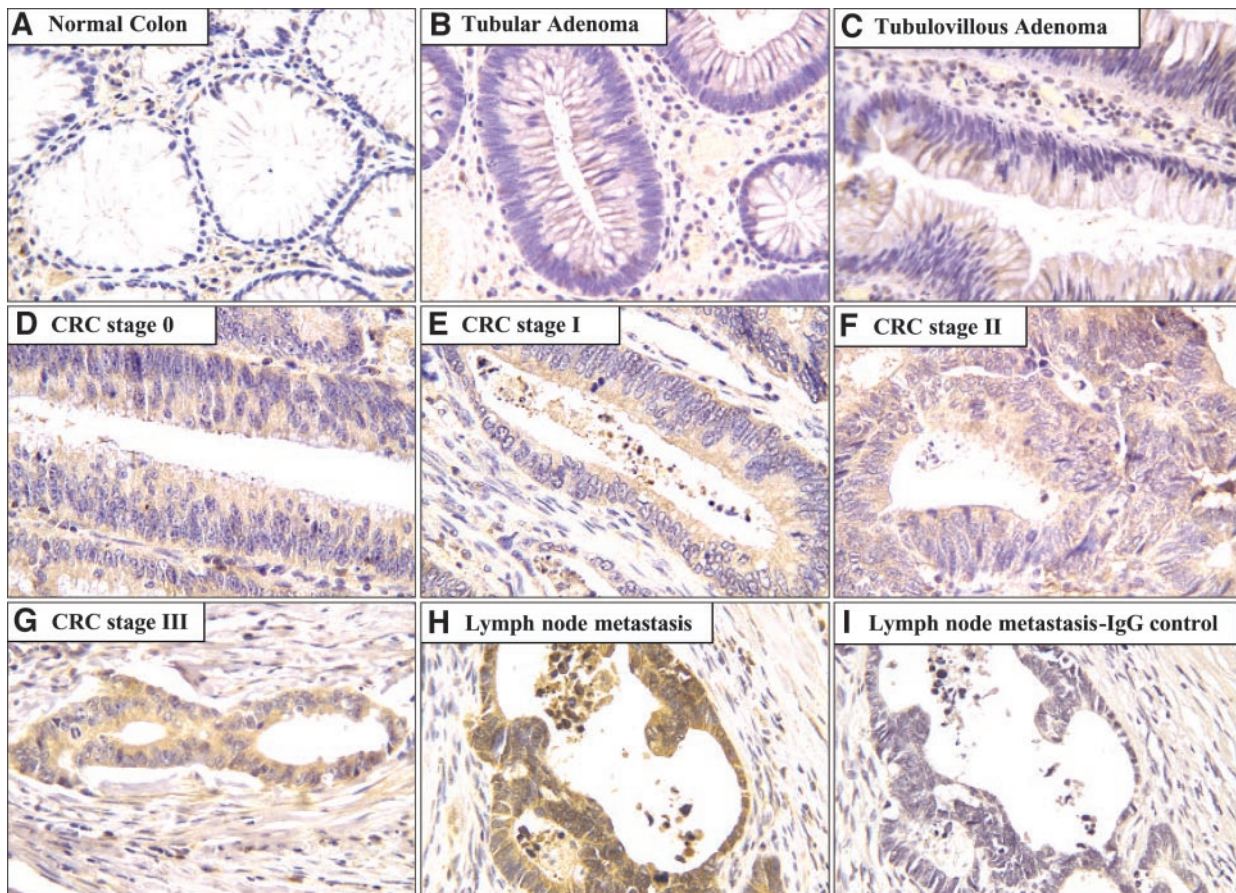 A Normal Colon
B Tubular Adenoma
C Tubulovillous Adenoma
D CRC stage 0
E CRC stage I
F CRC stage II
G CRC stage III
H Lymph node metastasis
I Lymph node metastasis-IgG control